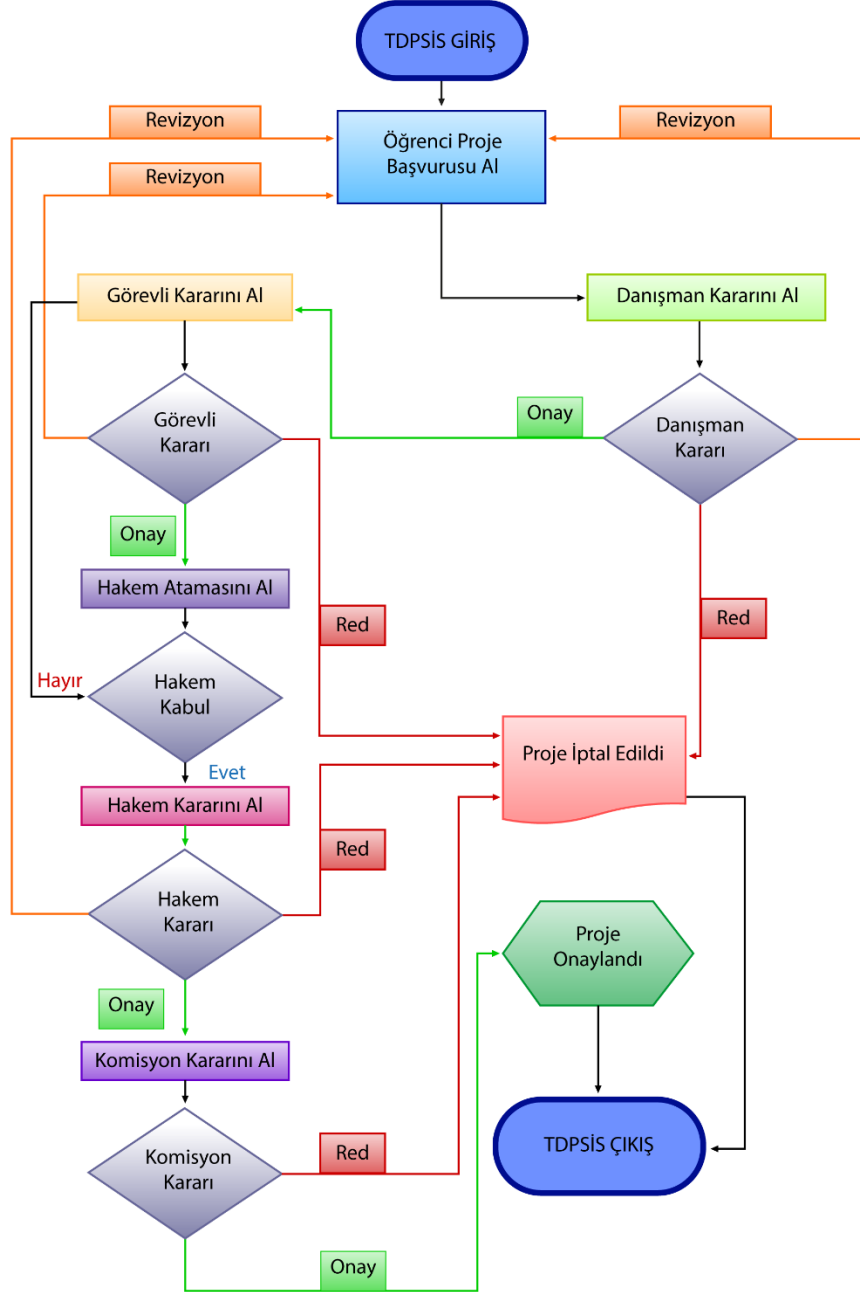 TDPSİS GİRİŞ
Revizyon
Revizyon
Öğrenci Proje
Başvurusu Al
Revizyon
Görevli Kararını Al
Danışman Kararını Al
Görevli
Kararı
Onay
Danışman
Kararı
Onay
Hakem Atamasını Al
Red
Red
Hayır
Hakem
Kabul
Evet
Proje İptal Edildi
Hakem Kararını Al
Red
Hakem
Kararı
Proje
Onaylandı
Onay
Komisyon Kararını Al
Komisyon
Kararı
Red
TDPSİS ÇIKIŞ
Onay